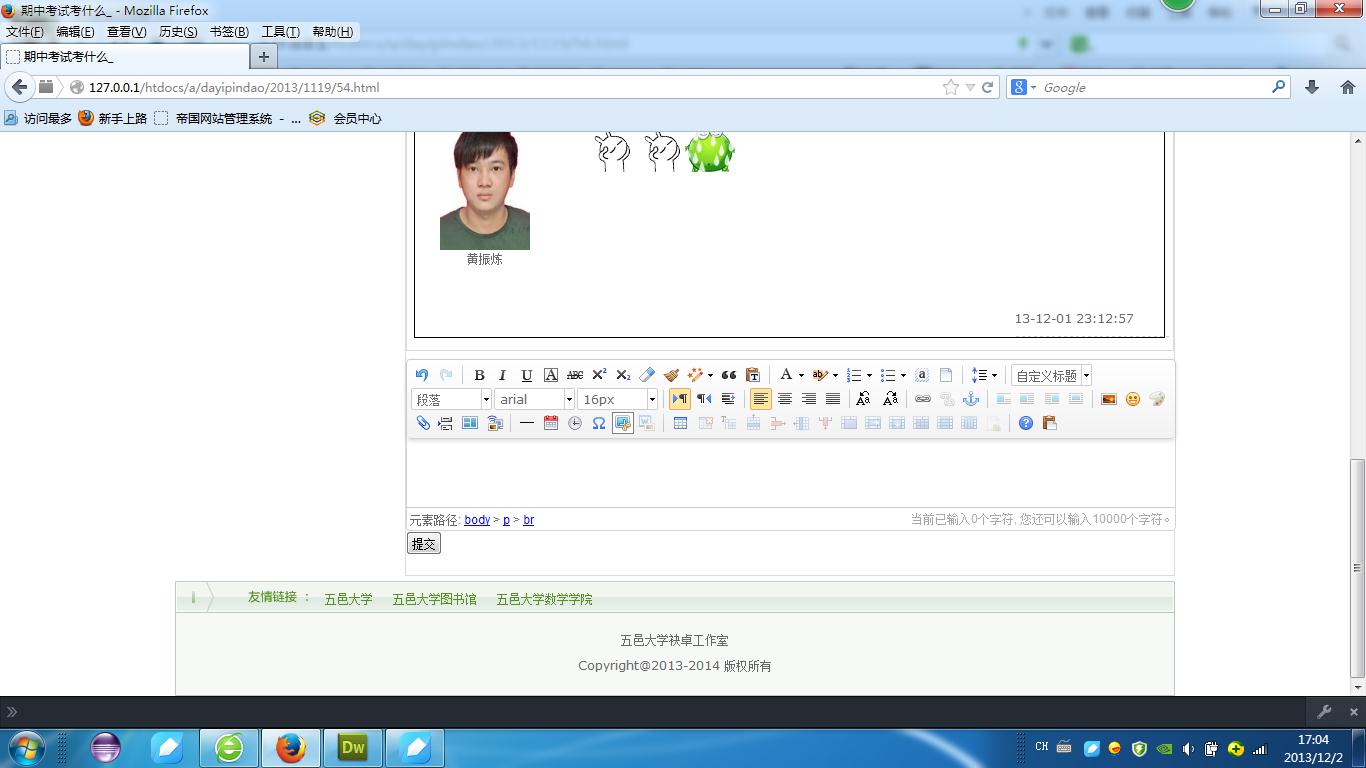 期中考试考什么_ - Mozilla Firefox
文件(F) 编辑(E) 查看(V) 历史(S) 书签(B) 工具(T) 帮助(H)
期中考试考什么_
127.0.0.1/htdocs/a/dayipindao/2013/1119/54.html
Google
访问最多 新手上路 帝国网站管理系统 - ... 会员中心
黄振炼
13-12-01 23:12:57
自定义标题
段落 arial 16px
元素路径: body > p > br
当前已输入0个字符, 您还可以输入10000个字符。
提交
友情链接 : 五邑大学 五邑大学图书馆 五邑大学数学学院
五邑大学袂卓工作室
Copyright@2013-2014 版权所有
Dw
CH
17:04
2013/12/2